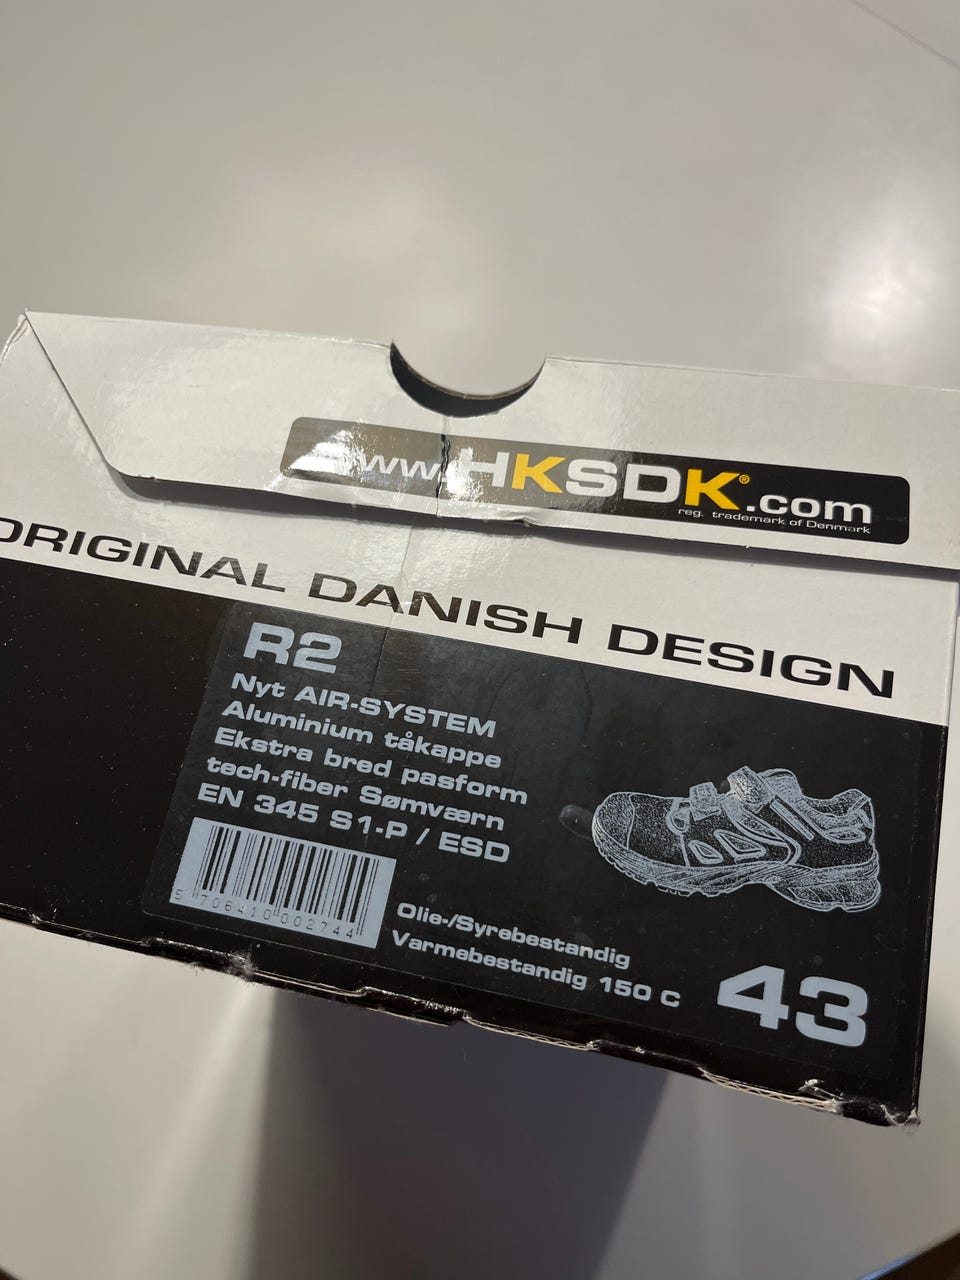 www.HKSDK®.com
reg. trademark of Denmark
ORIGINAL DANISH DESIGN
R2
Nyt AIR-SYSTEM
Aluminium tåkappe
Ekstra bred pasform
tech-fiber Sømværn
EN 345 S1-P / ESD
5 706410 002744
Olie-/Syrebestandig
Varmebestandig 150 C
43